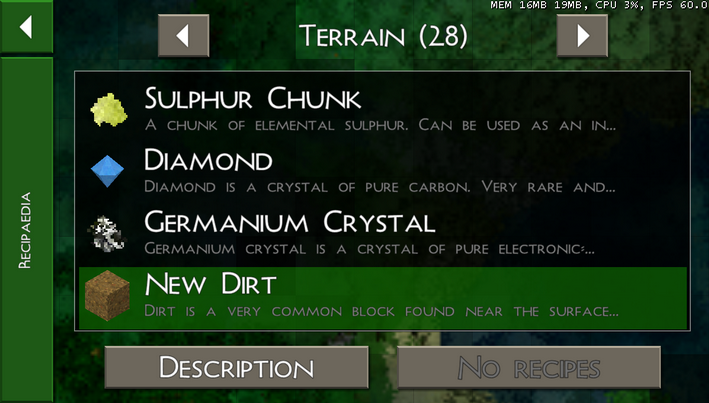 MEM 16MB 19MB, CPU 3%, FPS 60.0
Terrain (28)
Recipaedia
Sulphur Chunk
A chunk of elemental sulphur. Can be used as an in...
Diamond
Diamond is a crystal of pure carbon. Very rare and...
Germanium Crystal
Germanium crystal is a crystal of pure electronic-...
New Dirt
Dirt is a very common block found near the surface...
Description
No recipes